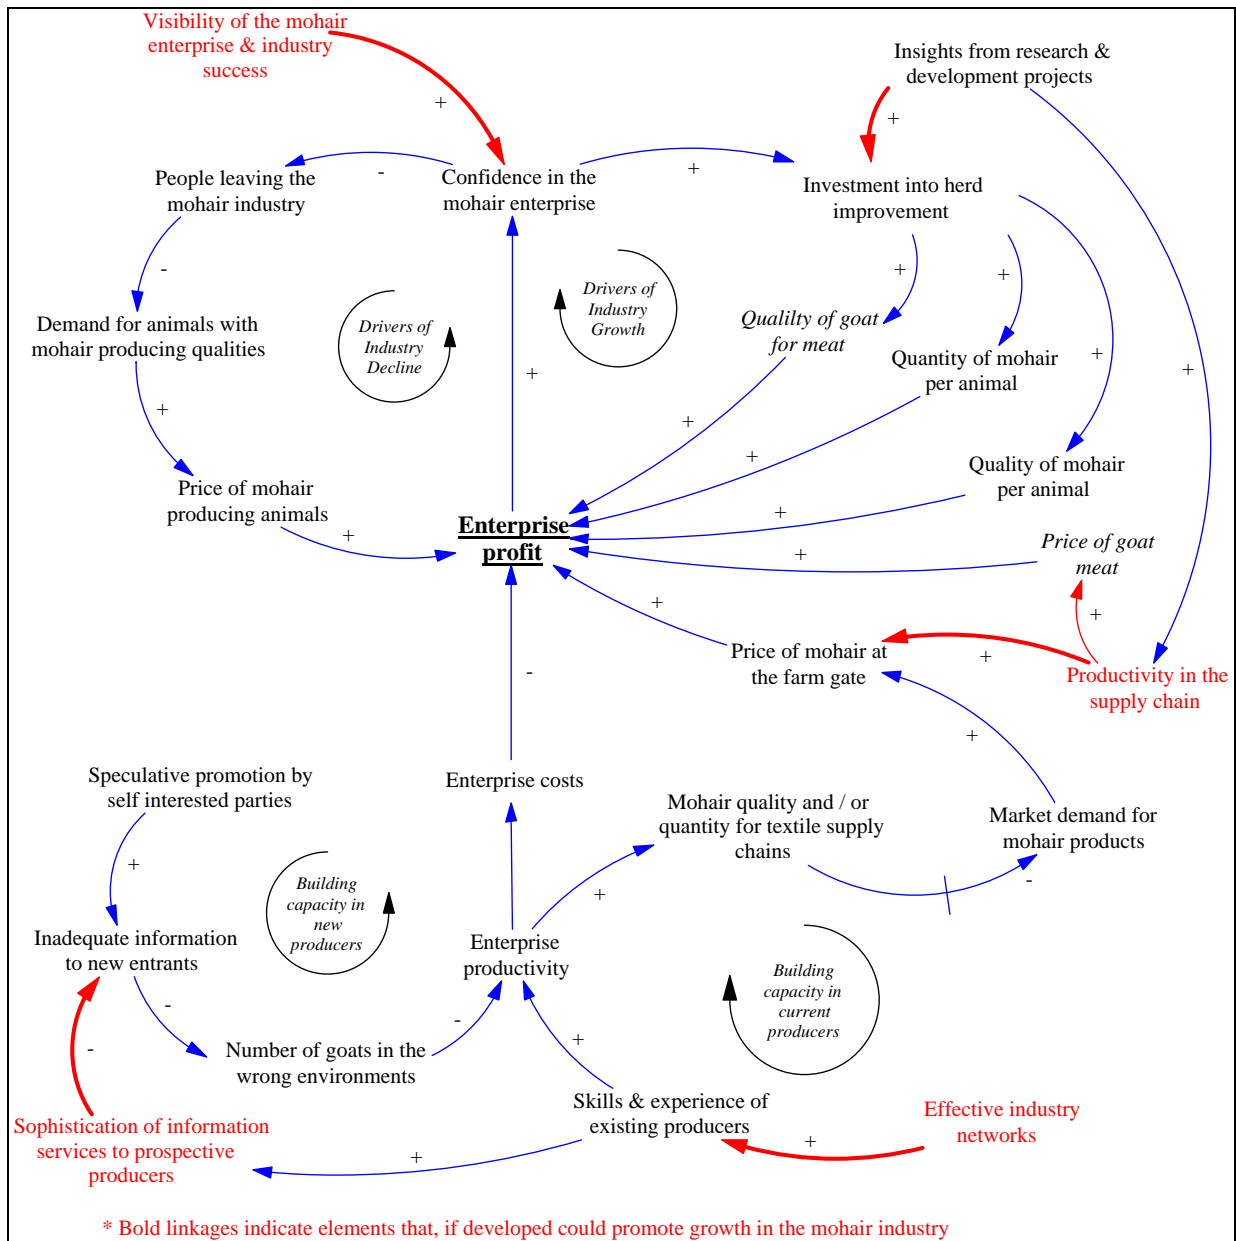 Visibility of the mohair
enterprise & industry
success
Insights from research &
development projects
+
+
People leaving the
mohair industry
-
Confidence in the
mohair enterprise
+
Investment into herd
improvement
-
Demand for animals with
mohair producing qualities
Drivers of
Industry
Decline
Drivers of
Industry
Growth
+
+
+
Qualilty of goat
for meat
Quantity of mohair
per animal
+
+
+
+
+
+
Price of mohair
producing animals
+
Enterprise
profit
Quality of mohair
per animal
+
+
Price of goat
meat
+
+
Price of mohair at
the farm gate
+
Productivity in the
supply chain
-
+
Speculative promotion by
self interested parties
Enterprise costs
Mohair quality and / or
quantity for textile supply
chains
Market demand for
mohair products
+
-
Building
capacity in
new
producers
+
Inadequate information
to new entrants
Enterprise
productivity
Building
capacity in
current
producers
-
-
-
+
Number of goats in the
wrong environments
Skills & experience of
existing producers
Effective industry
networks
+
+
Sophistication of information
services to prospective
producers
* Bold linkages indicate elements that, if developed could promote growth in the mohair industry